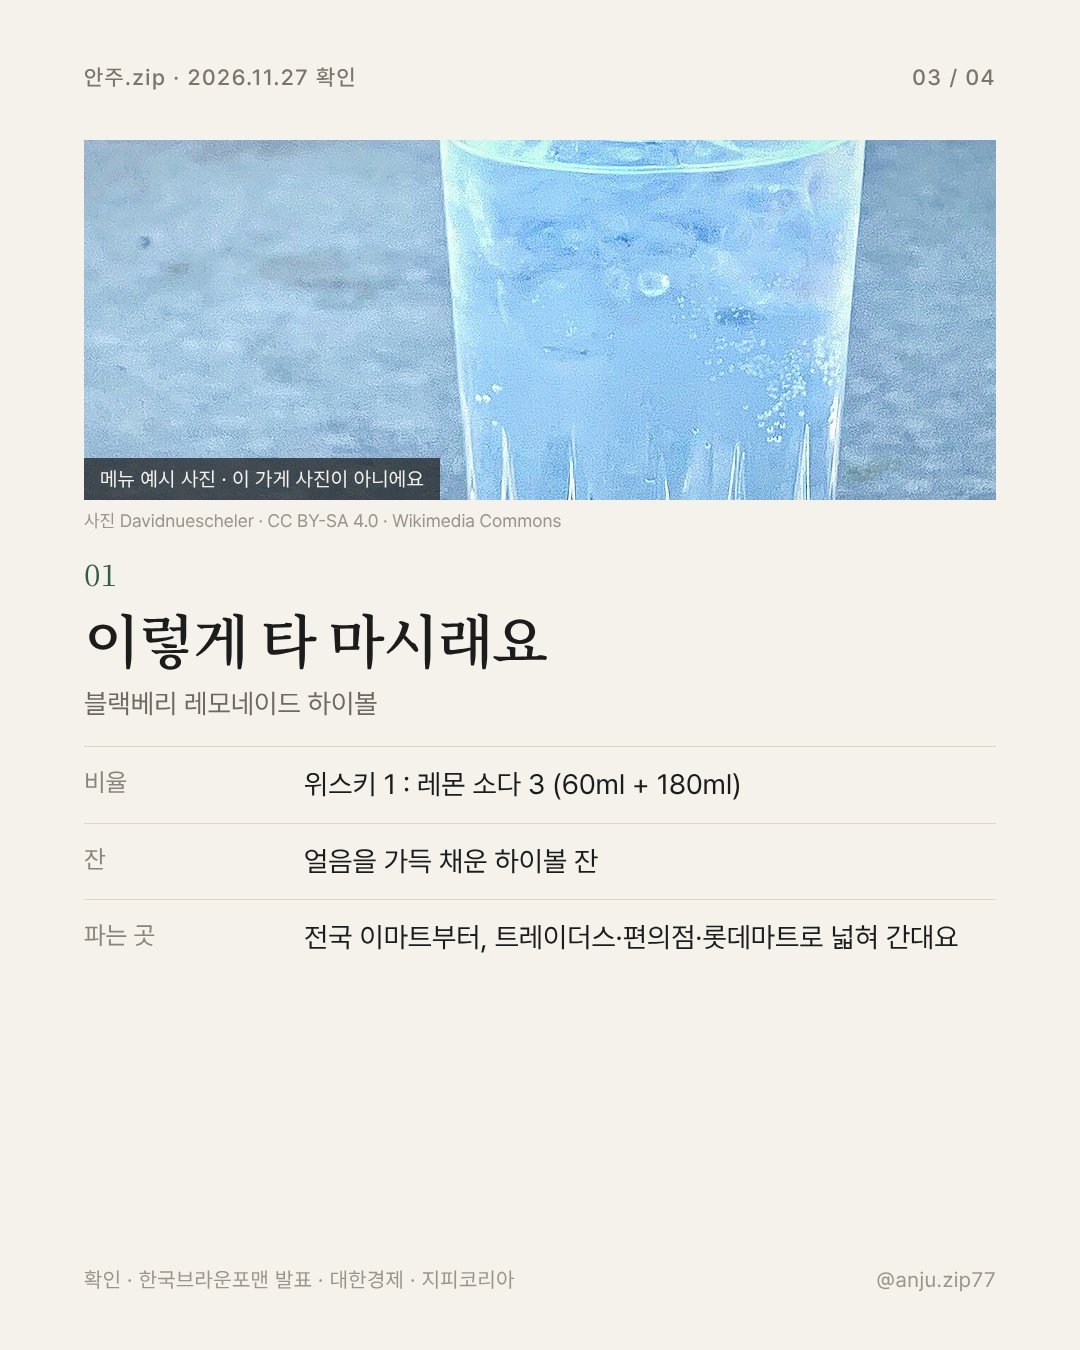 안주.zip · 2026.11.27 확인
03 / 04
메뉴 예시 사진 · 이 가게 사진이 아니에요
사진 Davidnuescheler · CC BY-SA 4.0 · Wikimedia Commons
01
이렇게 타 마시래요
블랙베리 레모네이드 하이볼
비율
위스키 1 : 레몬 소다 3 (60ml + 180ml)
잔
얼음을 가득 채운 하이볼 잔
파는 곳
전국 이마트부터, 트레이더스·편의점·롯데마트로 넓혀 간대요
확인 · 한국브라운포맨 발표 · 대한경제 · 지피코리아
@anju.zip77